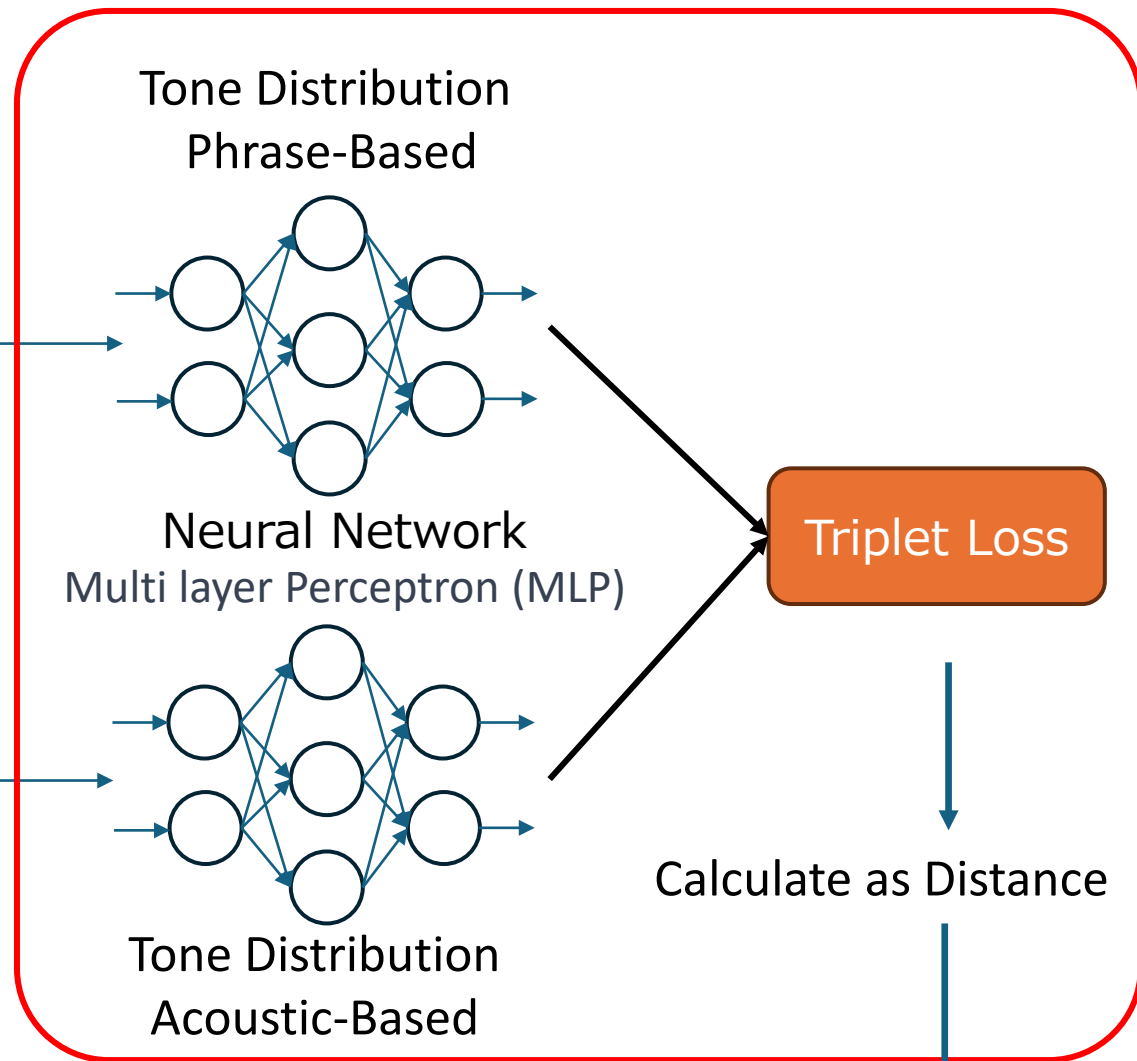 Tone Distribution
Phrase-Based
Neural Network
Multi layer Perceptron (MLP)
Triplet Loss
Calculate as Distance
Tone Distribution
Acoustic-Based